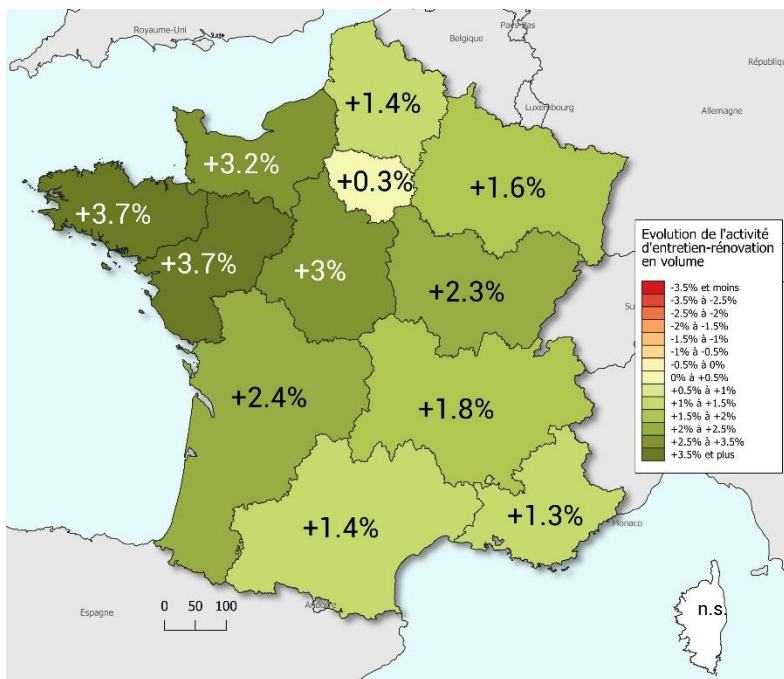 Royaume-Uni
Pays-Bas
Belgique
République
Luxembourg
Allemagne
+1.4%
+3.2%
+0.3%
+1.6%
+3.7%
+3.7%
+3%
+2.3%
+2.4%
+1.8%
+1.4%
+1.3%
Monaco
Evolution de l'activité
d'entretien-rénovation
en volume
-3.5% et moins
-3.5% à -2.5%
-2.5% à -2%
-2% à -1.5%
-1.5% à -1%
-1% à -0.5%
-0.5% à 0%
0% à +0.5%
+0.5% à +1%
+1% à +1.5%
+1.5% à +2%
+2% à +2.5%
+2.5% à +3.5%
+3.5% et plus
Su
n.s.
Espagne
Andorre
0 50 100